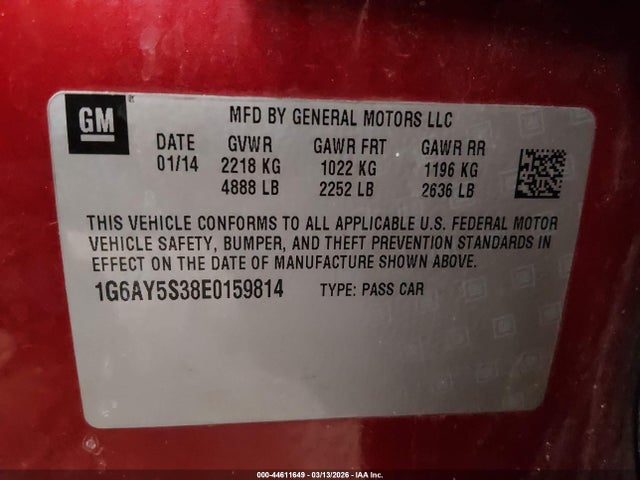 GM
MFD BY GENERAL MOTORS LLC
DATE GVWR GAWR FRT GAWR RR
01/14 2218 KG 1022 KG 1196 KG
4888 LB 2252 LB 2636 LB
THIS VEHICLE CONFORMS TO ALL APPLICABLE U.S. FEDERAL MOTOR
VEHICLE SAFETY, BUMPER, AND THEFT PREVENTION STANDARDS IN
EFFECT ON THE DATE OF MANUFACTURE SHOWN ABOVE.
1G6AY5S38E0159814 TYPE: PASS CAR
000-44611649 | 03/13/2026 | IAA Inc.